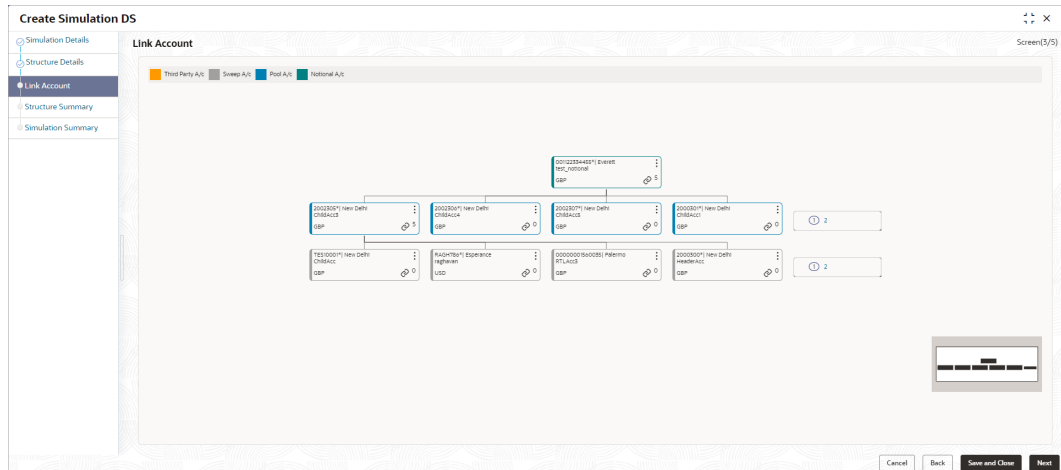 Create Simulation DS
Simulation Details
Structure Details
Link Account
Structure Summary
Simulation Summary
Link Account
Screen(3/5)
Third Party A/c Sweep A/c Pool A/c Notional A/c
001122334455*| Everett
test_notional
GBP 5
2002305*| New Delhi
ChildAcc3
GBP 5
2002306*| New Delhi
ChildAcc4
GBP 0
2002307*| New Delhi
ChildAcc5
GBP 0
2000301*| New Delhi
ChildAcc1
GBP 0
1 2
TES10001*| New Delhi
ChildAcc
GBP 0
RAGH786*| Esperance
raghavan
USD 0
00000001560035| Palermo
RTLAcc3
GBP 0
2000300*| New Delhi
HeaderAcc
GBP 0
1 2
Cancel Back Save and Close Next